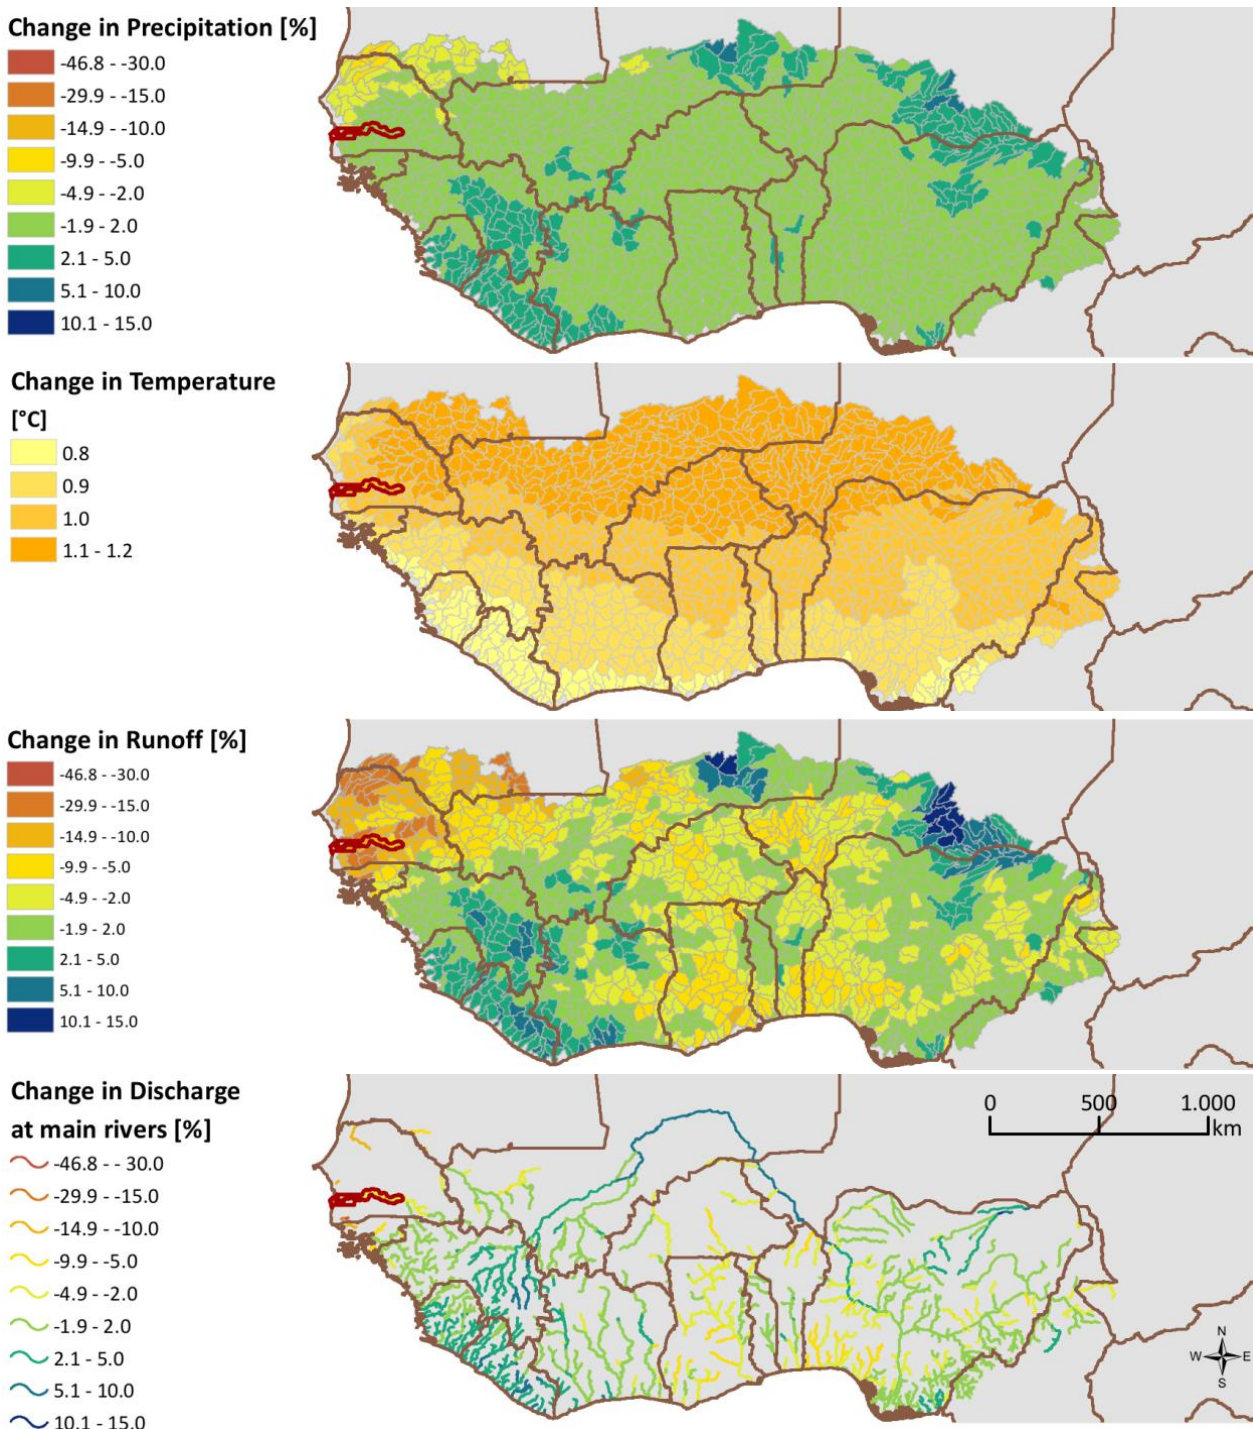 Change in Precipitation [%]
-46.8 - -30.0
-29.9 - -15.0
-14.9 - -10.0
-9.9 - -5.0
-4.9 - -2.0
-1.9 - 2.0
2.1 - 5.0
5.1 - 10.0
10.1 - 15.0
Change in Temperature
[°C]
0.8
0.9
1.0
1.1 - 1.2
Change in Runoff [%]
-46.8 - -30.0
-29.9 - -15.0
-14.9 - -10.0
-9.9 - -5.0
-4.9 - -2.0
-1.9 - 2.0
2.1 - 5.0
5.1 - 10.0
10.1 - 15.0
Change in Discharge
at main rivers [%]
-46.8 - - 30.0
-29.9 - -15.0
-14.9 - -10.0
-9.9 - -5.0
-4.9 - -2.0
-1.9 - 2.0
2.1 - 5.0
5.1 - 10.0
10.1 - 15.0
0 500 1.000
km
N
W E
S